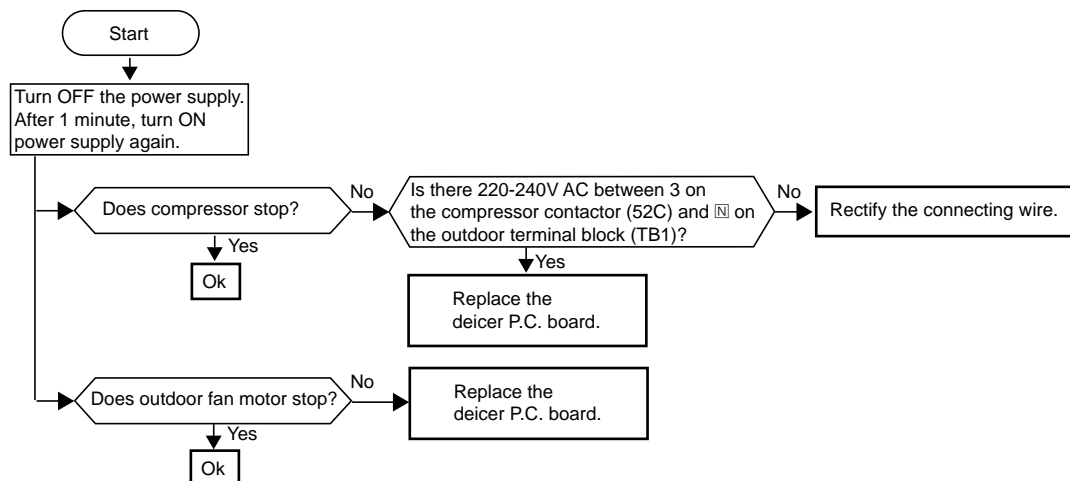 Start
Turn OFF the power supply.
After 1 minute, turn ON
power supply again.
Does compressor stop?
No
Is there 220-240V AC between 3 on
the compressor contactor (52C) and N on
the outdoor terminal block (TB1)?
No
Rectify the connecting wire.
Yes
Ok
Yes
Replace the
deicer P.C. board.
Does outdoor fan motor stop?
No
Replace the
deicer P.C. board.
Yes
Ok